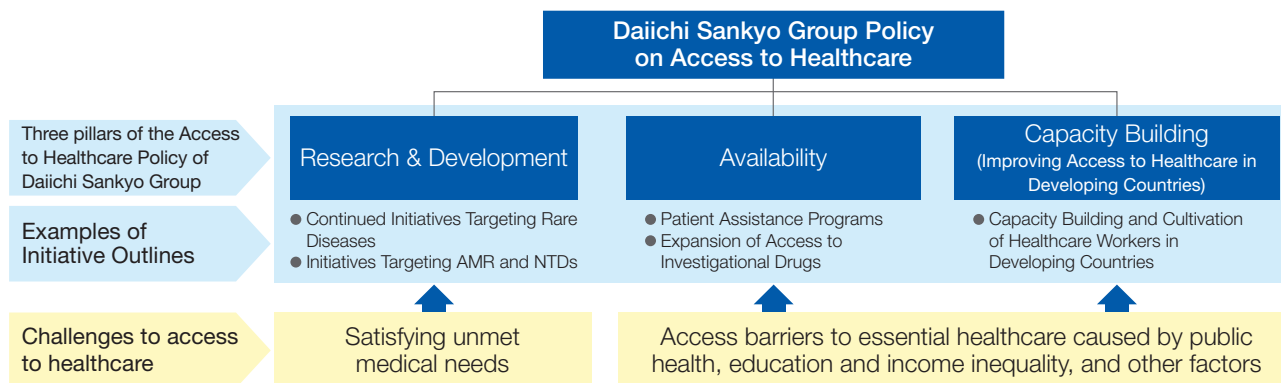 Daiichi Sankyo Group Policy
on Access to Healthcare
Three pillars of the Access
to Healthcare Policy of
Daiichi Sankyo Group
Research & Development
Availability
Capacity Building
(Improving Access to Healthcare in
Developing Countries)
Examples of
Initiative Outlines
● Continued Initiatives Targeting Rare
Diseases
● Initiatives Targeting AMR and NTDs
● Patient Assistance Programs
● Expansion of Access to
Investigational Drugs
● Capacity Building and Cultivation
of Healthcare Workers in
Developing Countries
Challenges to access
to healthcare
Satisfying unmet
medical needs
Access barriers to essential healthcare caused by public
health, education and income inequality, and other factors